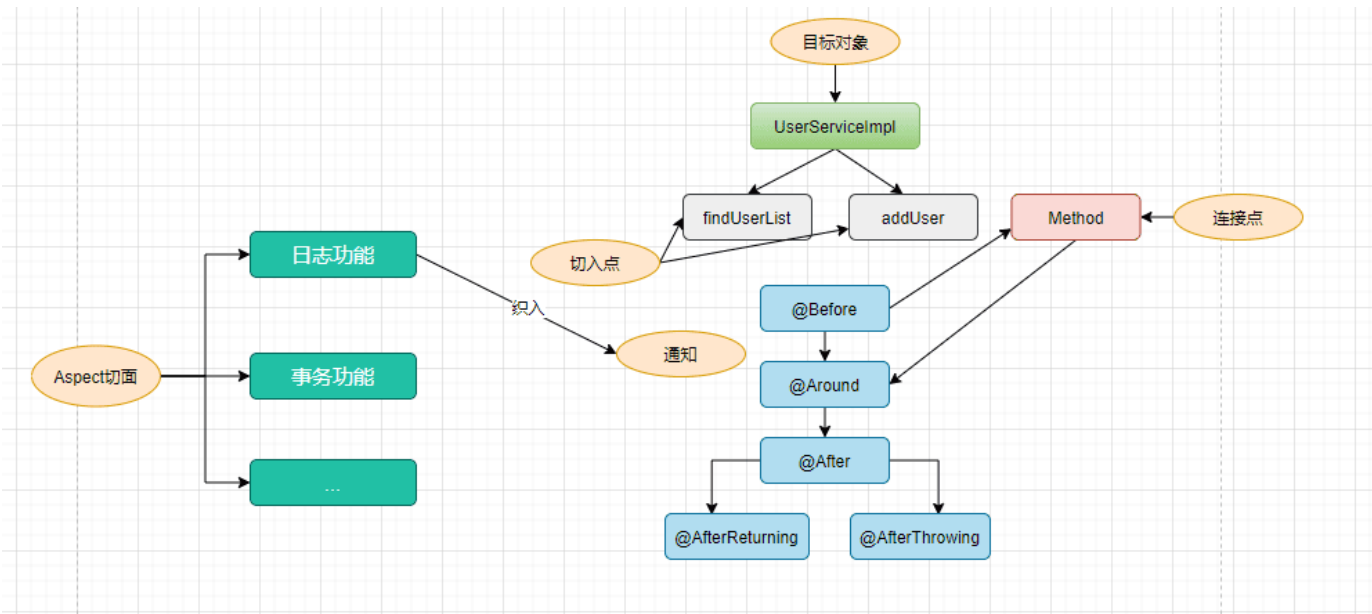 目标对象
UserServiceImpl
findUserList
addUser
Method
连接点
切入点
日志功能
织入
@Before
通知
Aspect切面
事务功能
@Around
@After
...
@AfterReturning
@AfterThrowing